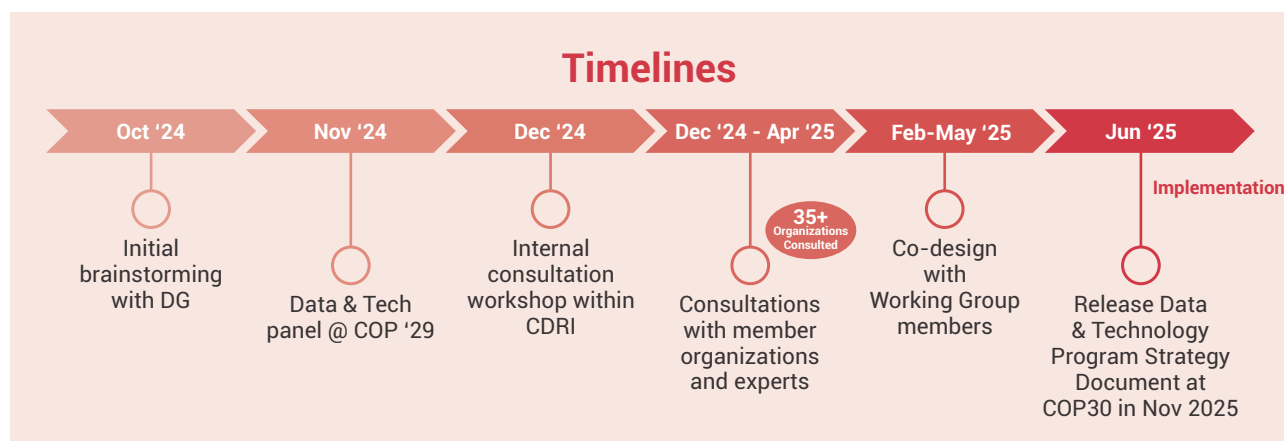 Timelines
Oct ‘24
Nov ‘24
Dec ‘24
Dec ‘24 - Apr ‘25
Feb-May ‘25
Jun ‘25
Implementation
Initial
brainstorming
with DG
Data & Tech
panel @ COP ‘29
Internal
consultation
workshop within
CDRI
35+
Organizations
Consulted
Consultations
with member
organizations
and experts
Co-design
with
Working Group
members
Release Data
& Technology
Program Strategy
Document at
COP30 in Nov 2025